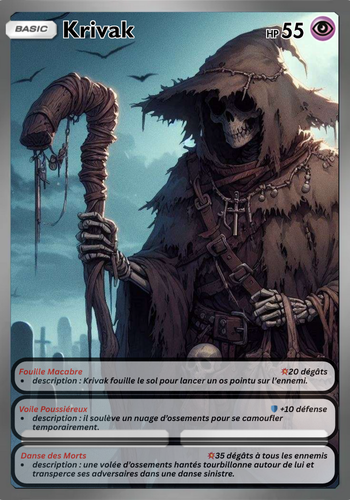 BASIC Krivak HP 55
Fouille Macabre 20 dégâts
• description : Krivak fouille le sol pour lancer un os pointu sur l'ennemi.
Voile Poussiéreux +10 défense
• description : il soulève un nuage d'ossements pour se camoufler
temporairement.
Danse des Morts 35 dégâts à tous les ennemis
• description : une volée d'ossements hantés tourbillonne autour de lui et
transperce ses adversaires dans une danse sinistre.